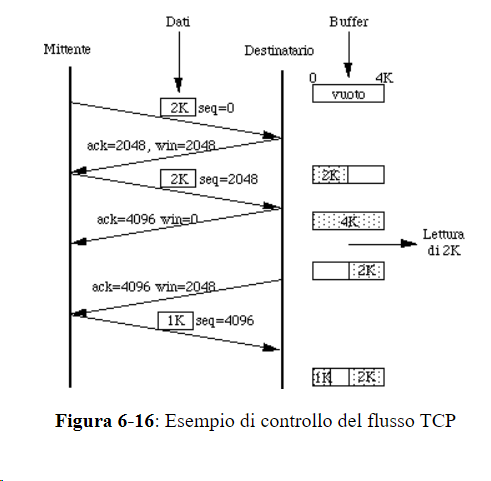 Dati
Buffer
Mittente
Destinatario
0 4K
vuoto
2K seq=0
ack=2048, win=2048
2K
2K seq=2048
ack=4096 win=0
4K
Lettura
di 2K
2K
ack=4096 win=2048
1K seq=4096
1K 2K
Figura 6-16: Esempio di controllo del flusso TCP